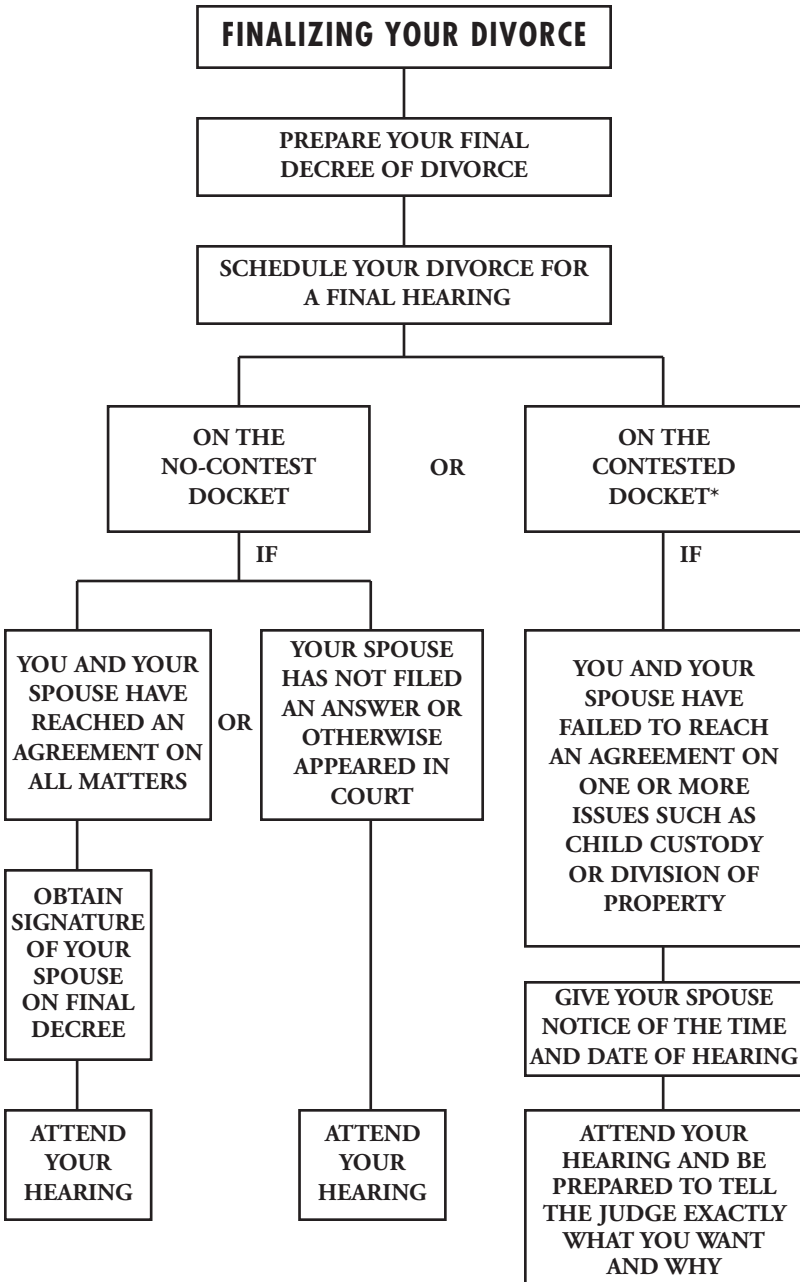 FINALIZING YOUR DIVORCE
PREPARE YOUR FINAL
DECREE OF DIVORCE
SCHEDULE YOUR DIVORCE FOR
A FINAL HEARING
ON THE
NO-CONTEST
DOCKET
OR
ON THE
CONTESTED
DOCKET*
IF
IF
YOU AND YOUR
SPOUSE HAVE
REACHED AN
AGREEMENT ON
ALL MATTERS
OR
YOUR SPOUSE
HAS NOT FILED
AN ANSWER OR
OTHERWISE
APPEARED IN
COURT
YOU AND YOUR
SPOUSE HAVE
FAILED TO REACH
AN AGREEMENT ON
ONE OR MORE
ISSUES SUCH AS
CHILD CUSTODY
OR DIVISION OF
PROPERTY
OBTAIN
SIGNATURE
OF YOUR
SPOUSE
ON FINAL
DECREE
GIVE YOUR SPOUSE
NOTICE OF THE TIME
AND DATE OF HEARING
ATTEND
YOUR
HEARING
ATTEND
YOUR
HEARING
ATTEND YOUR
HEARING AND BE
PREPARED TO TELL
THE JUDGE EXACTLY
WHAT YOU WANT
AND WHY